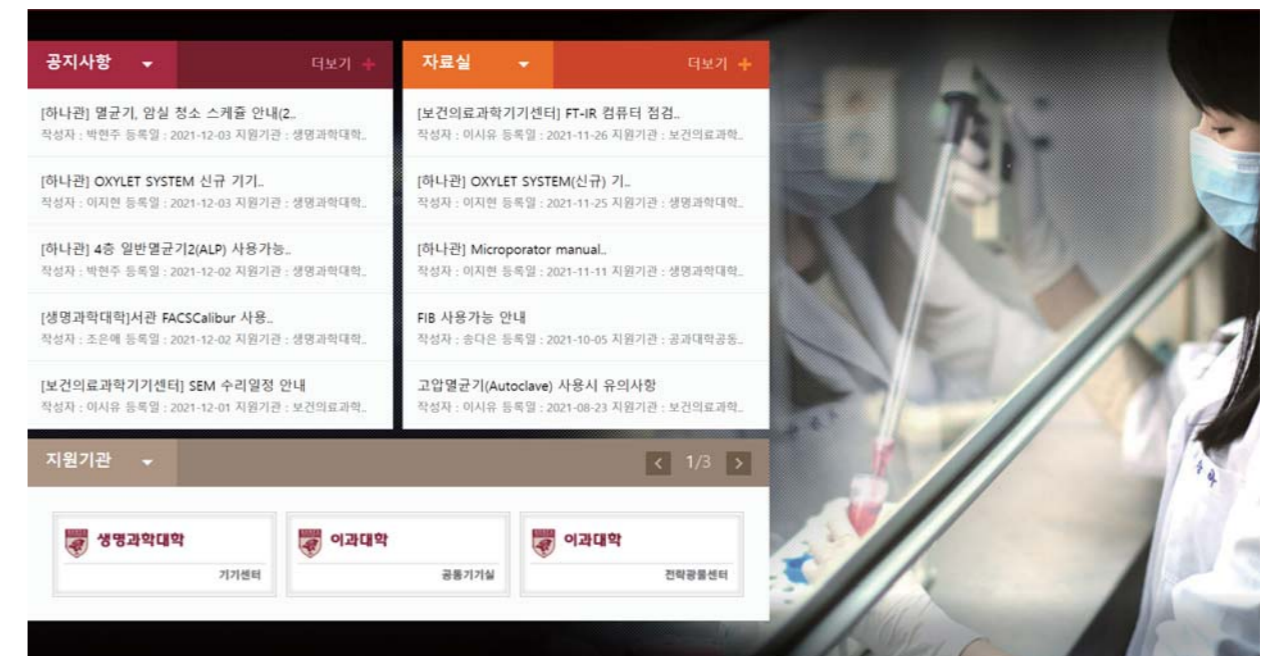 공지사항
더보기 +
[하나관] 멸균기, 암실 청소 스케쥴 안내(2..
작성자 : 박현주 등록일 : 2021-12-03 지원기관 : 생명과학대학..
[하나관] OXYLET SYSTEM 신규 기기..
작성자 : 이지현 등록일 : 2021-12-03 지원기관 : 생명과학대학..
[하나관] 4층 일반멸균기2(ALP) 사용가능..
작성자 : 박현주 등록일 : 2021-12-02 지원기관 : 생명과학대학..
[생명과학대학]서관 FACSCalibur 사용..
작성자 : 조은애 등록일 : 2021-12-02 지원기관 : 생명과학대학..
[보건의료과학기기센터] SEM 수리일정 안내
작성자 : 이시유 등록일 : 2021-12-01 지원기관 : 보건의료과학..
자료실
더보기 +
[보건의료과학기기센터] FT-IR 컴퓨터 점검..
작성자 : 이시유 등록일 : 2021-11-26 지원기관 : 보건의료과학..
[하나관] OXYLET SYSTEM(신규) 기..
작성자 : 이지현 등록일 : 2021-11-25 지원기관 : 생명과학대학..
[하나관] Microporator manual..
작성자 : 이지현 등록일 : 2021-11-11 지원기관 : 생명과학대학..
FIB 사용가능 안내
작성자 : 송다은 등록일 : 2021-10-05 지원기관 : 공과대학공동..
고압멸균기(Autoclave) 사용시 유의사항
작성자 : 이시유 등록일 : 2021-08-23 지원기관 : 보건의료과학..
지원기관
< 1/3 >
생명과학대학
기기센터
이과대학
공동기기실
이과대학
전략광물센터